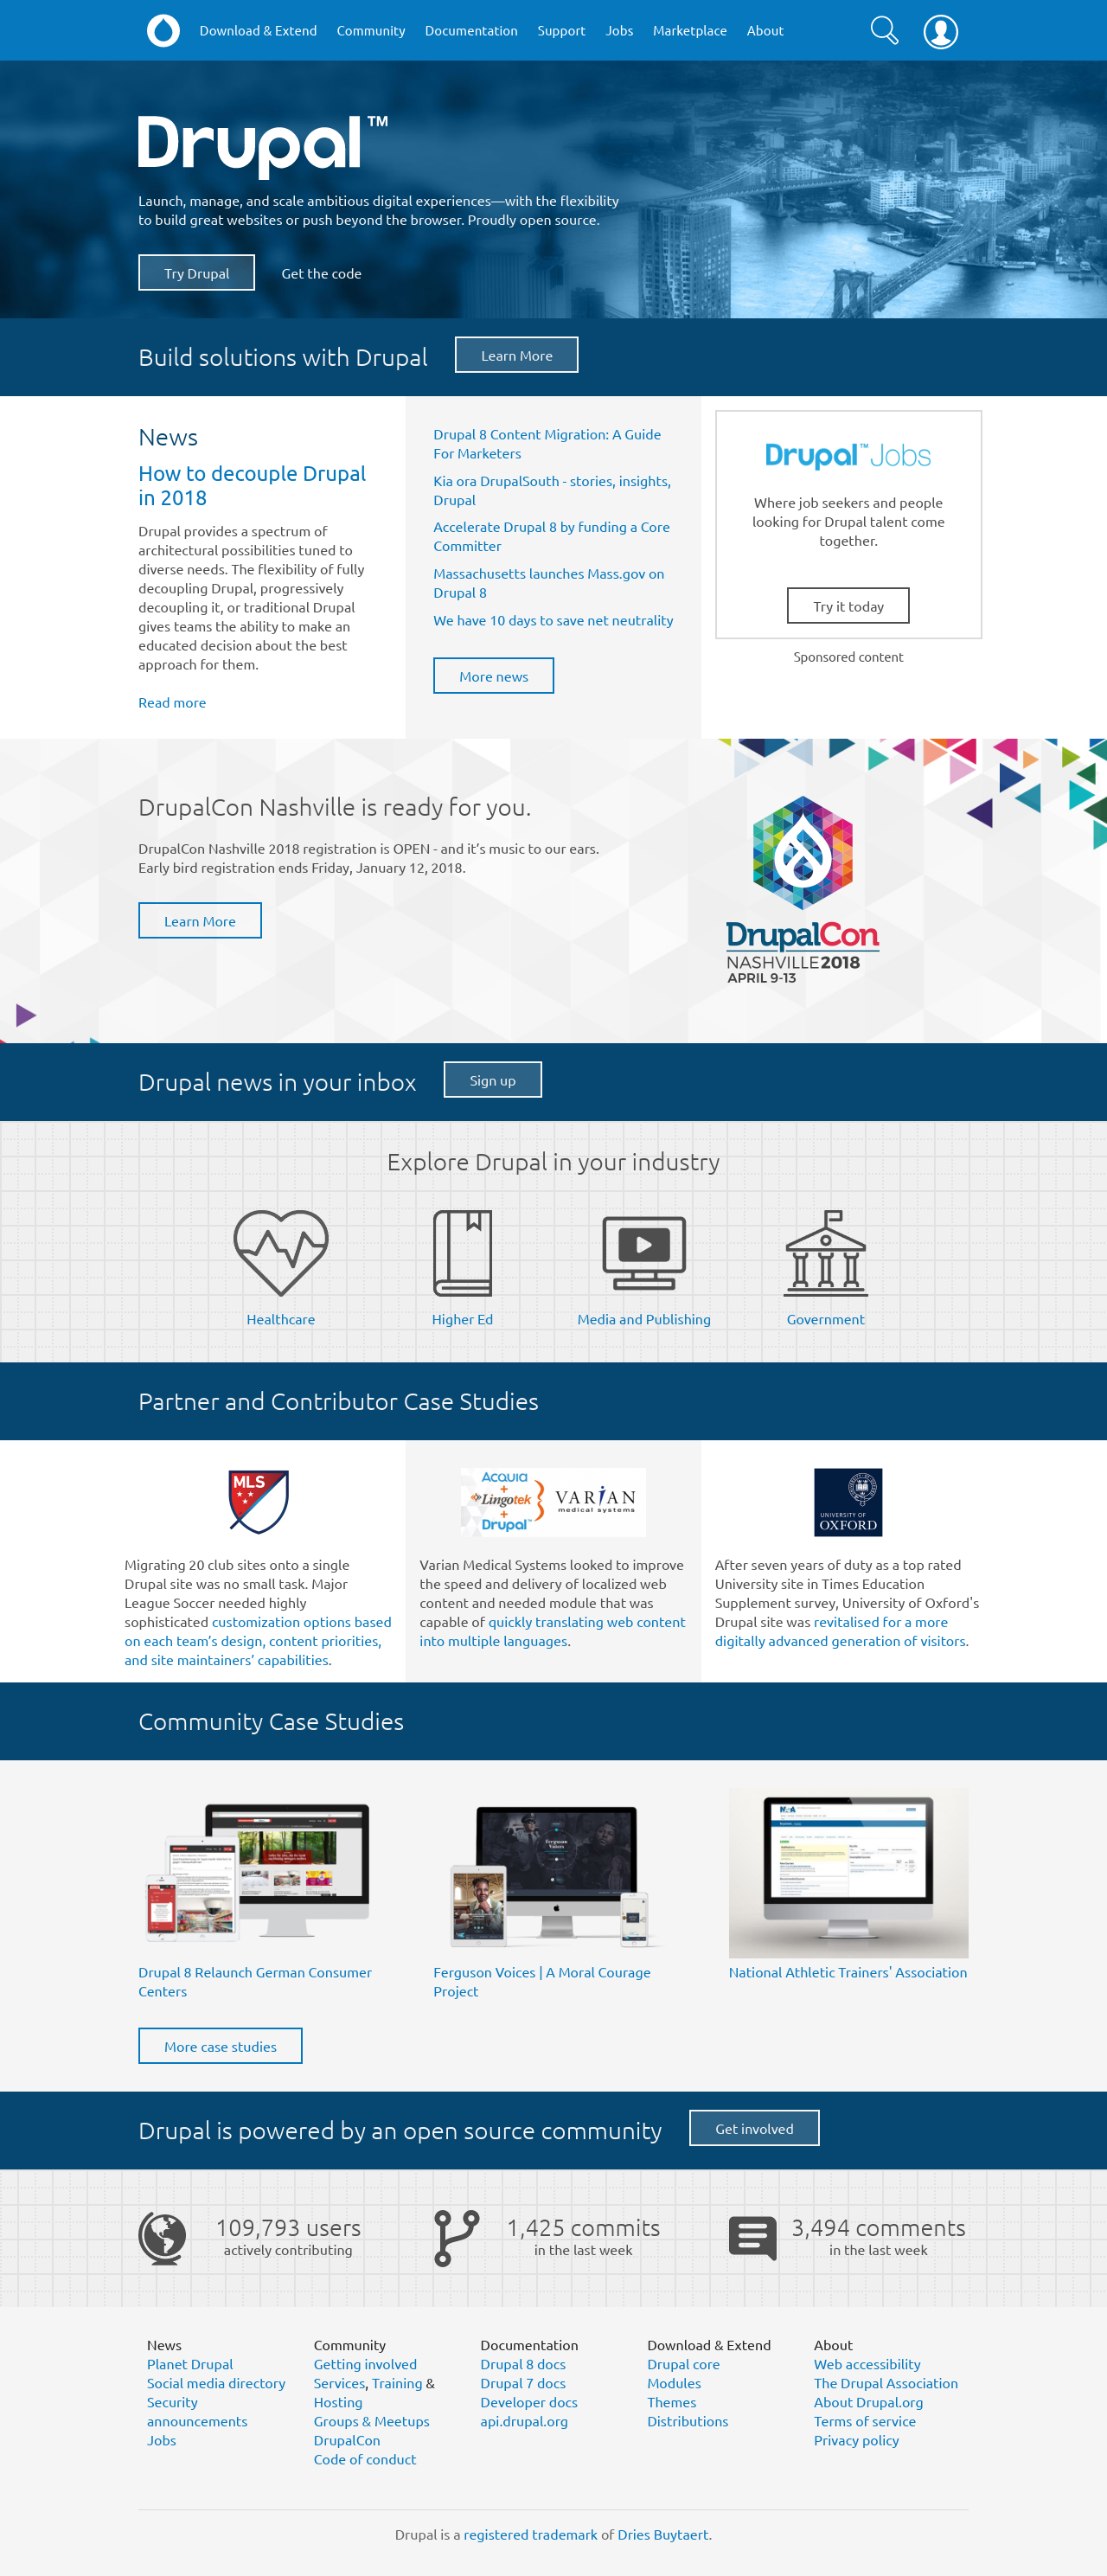 Download & Extend Community Documentation Support Jobs Marketplace About
Drupal™
Launch, manage, and scale ambitious digital experiences—with the flexibility
to build great websites or push beyond the browser. Proudly open source.
Try Drupal Get the code
Build solutions with Drupal Learn More
News
How to decouple Drupal
in 2018
Drupal provides a spectrum of
architectural possibilities tuned to
diverse needs. The flexibility of fully
decoupling Drupal, progressively
decoupling it, or traditional Drupal
gives teams the ability to make an
educated decision about the best
approach for them.
Read more
Drupal 8 Content Migration: A Guide
For Marketers
Kia ora DrupalSouth - stories, insights,
Drupal
Accelerate Drupal 8 by funding a Core
Committer
Massachusetts launches Mass.gov on
Drupal 8
We have 10 days to save net neutrality
More news
Drupal™ Jobs
Where job seekers and people
looking for Drupal talent come
together.
Try it today
Sponsored content
DrupalCon Nashville is ready for you.
DrupalCon Nashville 2018 registration is OPEN - and it’s music to our ears.
Early bird registration ends Friday, January 12, 2018.
Learn More
DrupalCon
NASHVILLE2018
APRIL 9-13
Drupal news in your inbox Sign up
Explore Drupal in your industry
Healthcare Higher Ed Media and Publishing Government
Partner and Contributor Case Studies
MLS
Migrating 20 club sites onto a single
Drupal site was no small task. Major
League Soccer needed highly
sophisticated customization options based
on each team’s design, content priorities,
and site maintainers’ capabilities.
Acquia
+
Lingotek
+
Drupal™
VARIAN
medical systems
Varian Medical Systems looked to improve
the speed and delivery of localized web
content and needed module that was
capable of quickly translating web content
into multiple languages.
UNIVERSITY OF
OXFORD
After seven years of duty as a top rated
University site in Times Education
Supplement survey, University of Oxford's
Drupal site was revitalised for a more
digitally advanced generation of visitors.
Community Case Studies
Ferguson
Voices
Drupal 8 Relaunch German Consumer
Centers
Ferguson Voices | A Moral Courage
Project
National Athletic Trainers' Association
More case studies
Drupal is powered by an open source community Get involved
109,793 users
actively contributing
1,425 commits
in the last week
3,494 comments
in the last week
News
Planet Drupal
Social media directory
Security
announcements
Jobs
Community
Getting involved
Services, Training &
Hosting
Groups & Meetups
DrupalCon
Code of conduct
Documentation
Drupal 8 docs
Drupal 7 docs
Developer docs
api.drupal.org
Download & Extend
Drupal core
Modules
Themes
Distributions
About
Web accessibility
The Drupal Association
About Drupal.org
Terms of service
Privacy policy
Drupal is a registered trademark of Dries Buytaert.